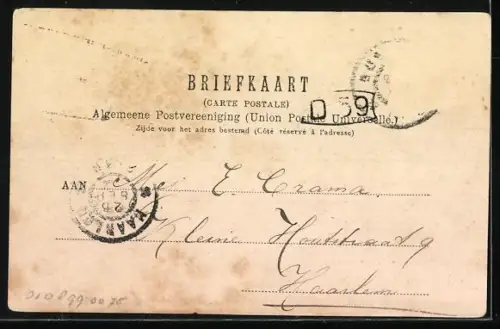 BRIEFKAART
(CARTE POSTALE)
D 59
Algemeene Postvereeniging (Union Postale Universelle.)
Zijde voor het adres bestemd (Côté réservé à l'adresse)
AAN Mej. E. Crama
Kleine Houtstraat 9
Haarlem
HAARLEM